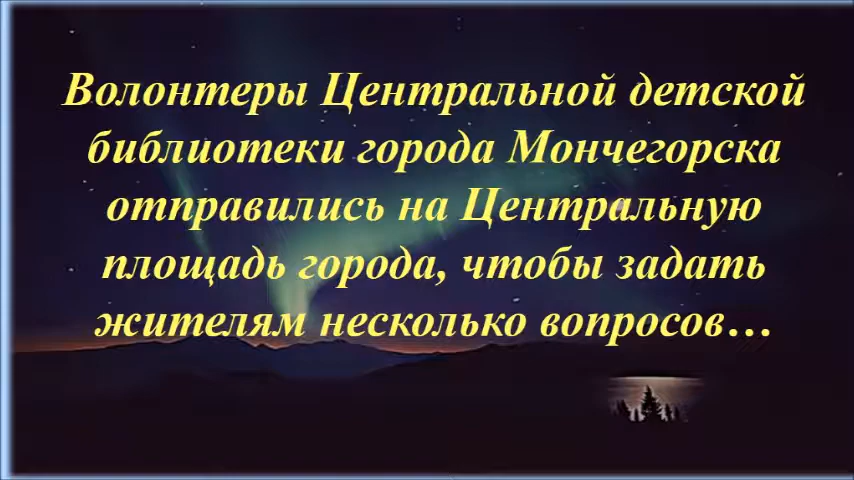 Волонтеры Центральной детской
библиотеки города Мончегорска
отправились на Центральную
площадь города, чтобы задать
жителям несколько вопросов…